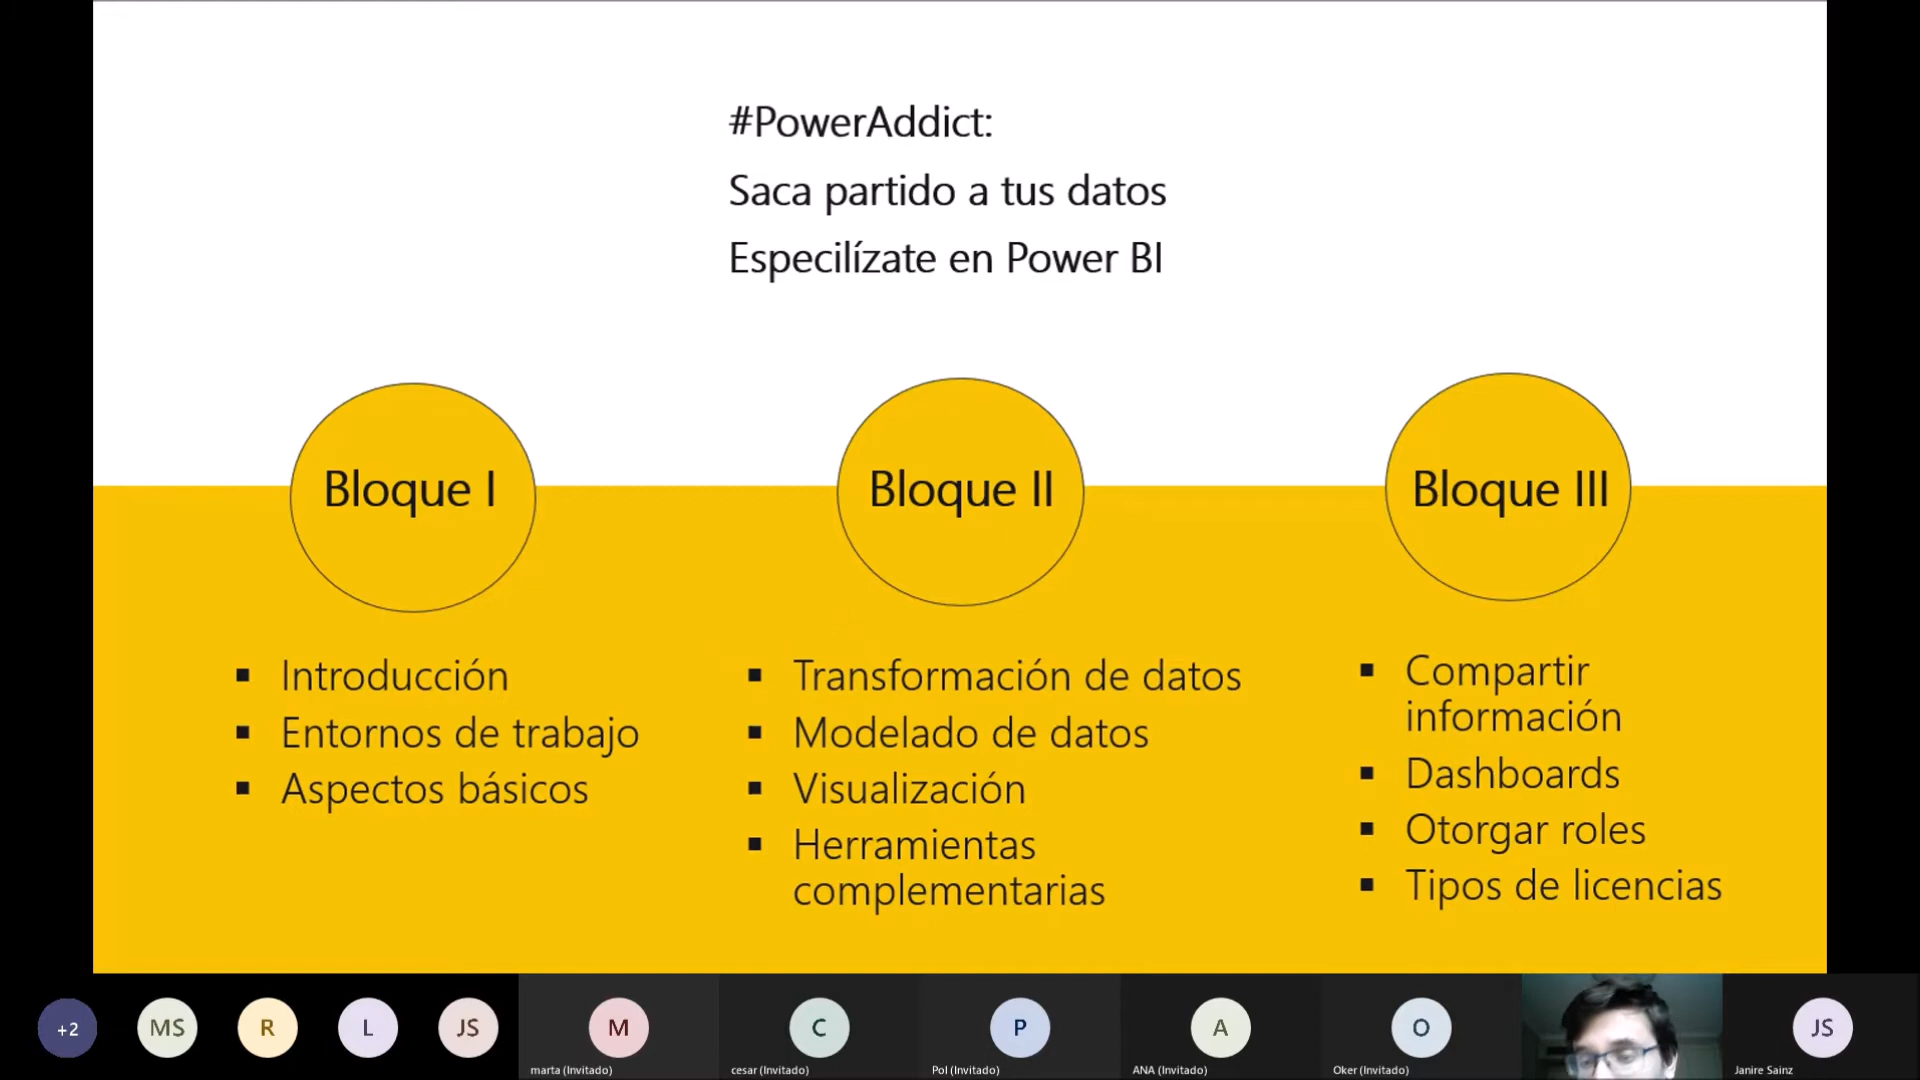 #PowerAddict:
Saca partido a tus datos
Especilízate en Power BI
Bloque I
Bloque II
Bloque III
▪ Introducción
▪ Entornos de trabajo
▪ Aspectos básicos
▪ Transformación de datos
▪ Modelado de datos
▪ Visualización
▪ Herramientas
complementarias
▪ Compartir
información
▪ Dashboards
▪ Otorgar roles
▪ Tipos de licencias
+2
MS
R
L
JS
M
marta (Invitado)
C
cesar (Invitado)
P
Pol (Invitado)
A
ANA (Invitado)
O
Oker (Invitado)
JS
Janire Sainz